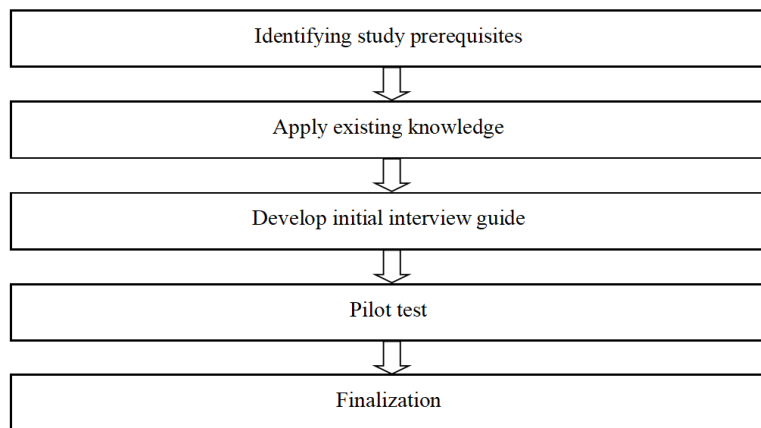 Identifying study prerequisites
Apply existing knowledge
Develop initial interview guide
Pilot test
Finalization